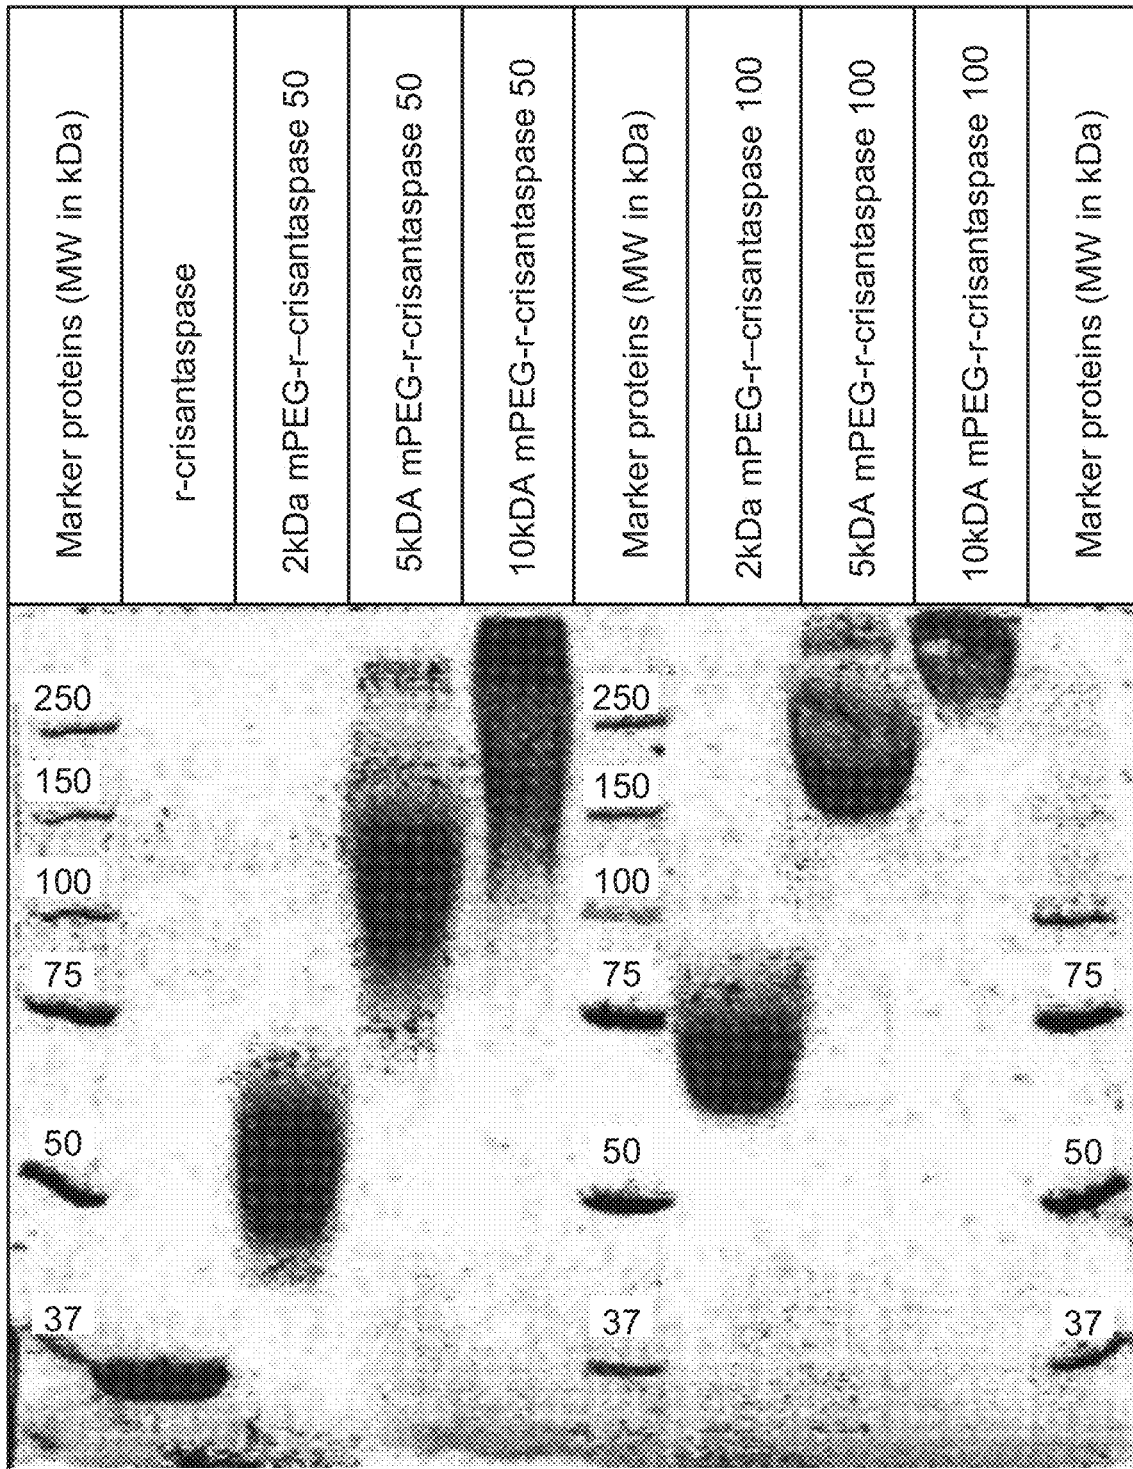 Marker proteins (MW in kDa)
r-crisantaspase
2kDa mPEG-r–crisantaspase 50
5kDA mPEG-r-crisantaspase 50
10kDA mPEG-r-crisantaspase 50
Marker proteins (MW in kDa)
2kDa mPEG-r–crisantaspase 100
5kDA mPEG-r-crisantaspase 100
10kDA mPEG-r-crisantaspase 100
Marker proteins (MW in kDa)
250
150
100
75
50
37
250
150
100
75
50
37
75
50
37